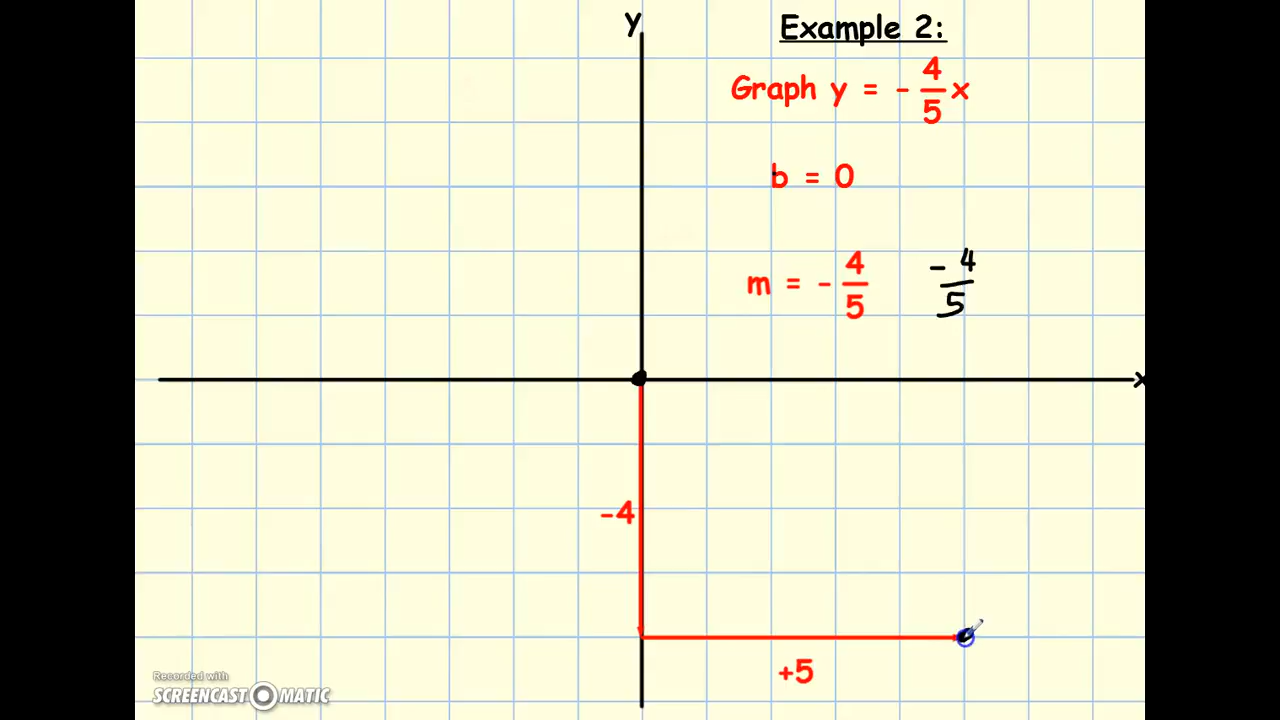 y
Example 2:
Graph y = - 4/5 x
b = 0
m = - 4/5
- 4/5
x
-4
+5
Recorded with
SCREENCAST-O-MATIC